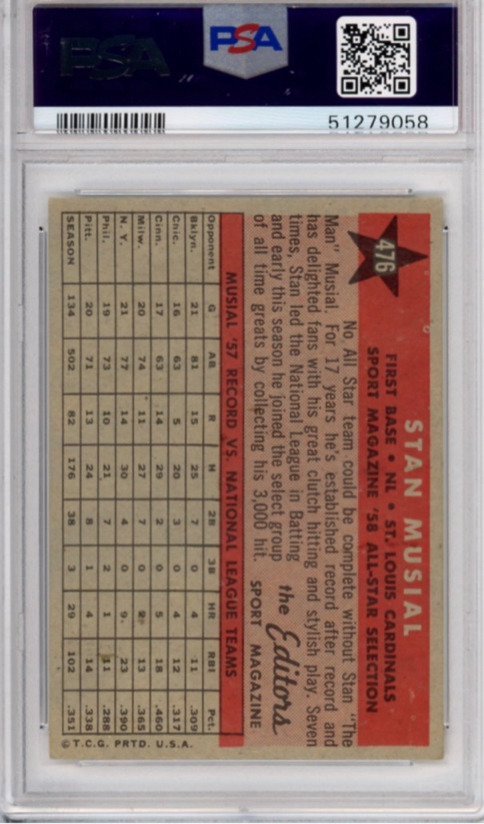 PSA
PSA
51279058
476
STAN MUSIAL
FIRST BASE • NL • ST. LOUIS CARDINALS
SPORT MAGAZINE '58 ALL-STAR SELECTION
No All Star team could be complete without Stan "The
Man" Musial. For 17 years he's established record after record and
has delighted fans with his great clutch hitting and stylish play. Seven
times, Stan led the National League in Batting
and early this season he joined the select group
of all time greats by collecting his 3,000 hit.
the Editors
SPORT MAGAZINE
MUSIAL '57 RECORD VS. NATIONAL LEAGUE TEAMS
Opponent G AB R H 2B 3B HR RBI Pct.
Bklyn. 21 81 15 25 7 0 4 11 .309
Chic. 16 63 5 20 3 0 4 12 .317
Cinn. 17 63 14 29 2 0 5 18 .460
Milw. 20 74 11 27 7 0 2 13 .365
N. Y. 21 77 14 30 4 0 9 23 .390
Phil. 19 73 10 21 7 2 1 11 .288
Pitt. 20 71 13 24 8 1 4 14 .338
SEASON 134 502 82 176 38 3 29 102 .351
© T.C.G. PRTD. U.S.A.